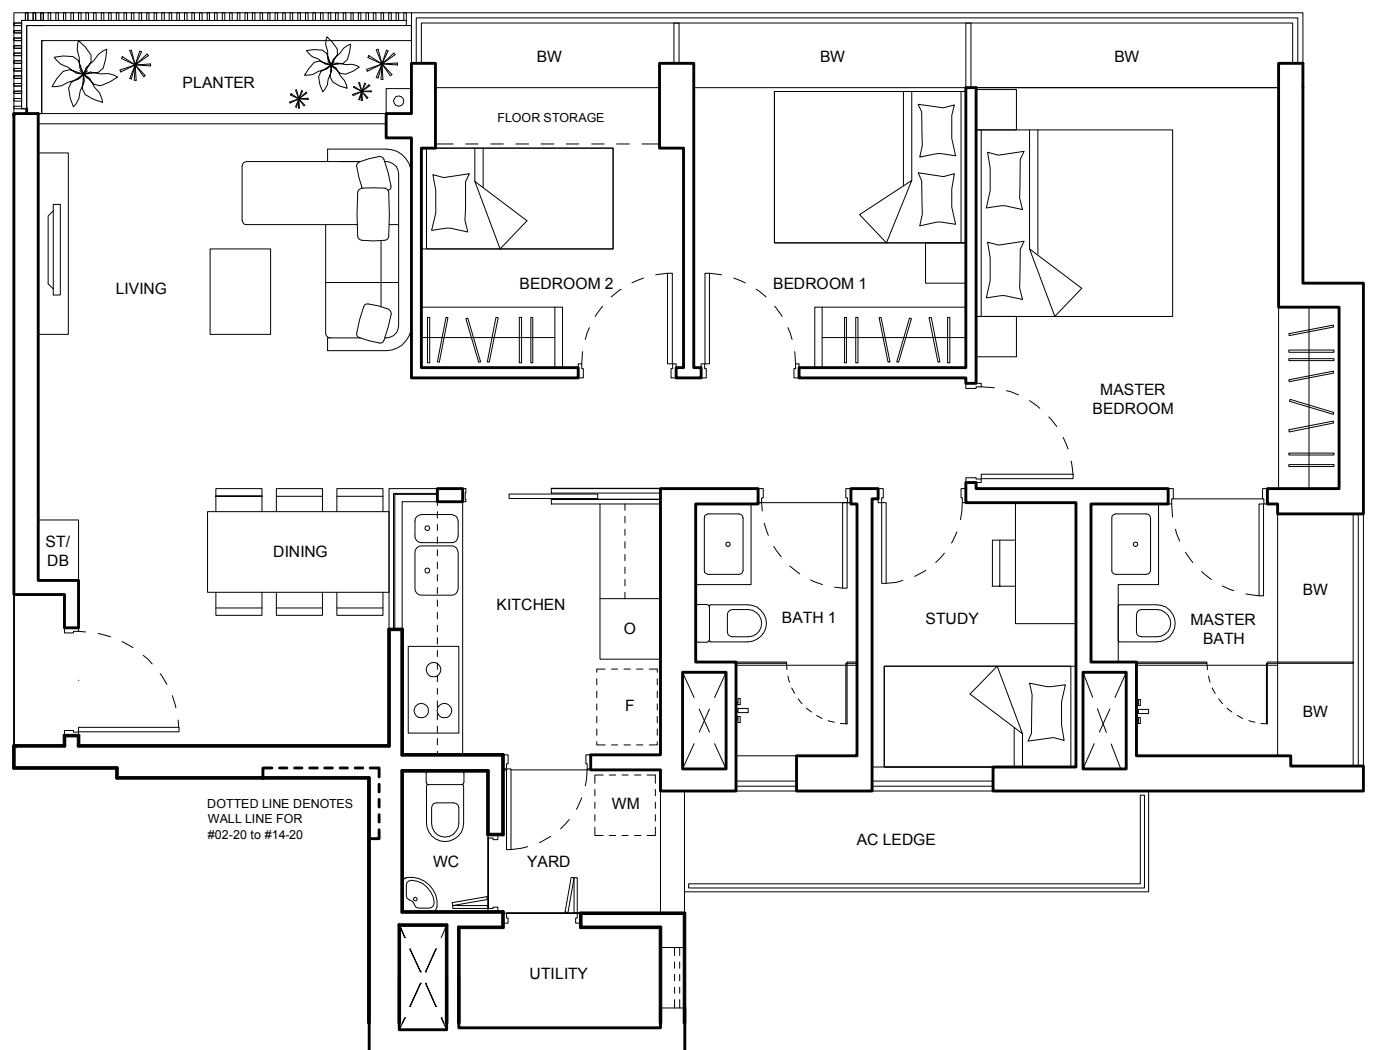 BW
BW
BW
PLANTER
FLOOR STORAGE
LIVING
BEDROOM 2
BEDROOM 1
MASTER
BEDROOM
ST/
DB
DINING
KITCHEN
O
F
BATH 1
STUDY
MASTER
BATH
BW
BW
DOTTED LINE DENOTES
WALL LINE FOR
#02-20 to #14-20
WM
WC
YARD
AC LEDGE
UTILITY